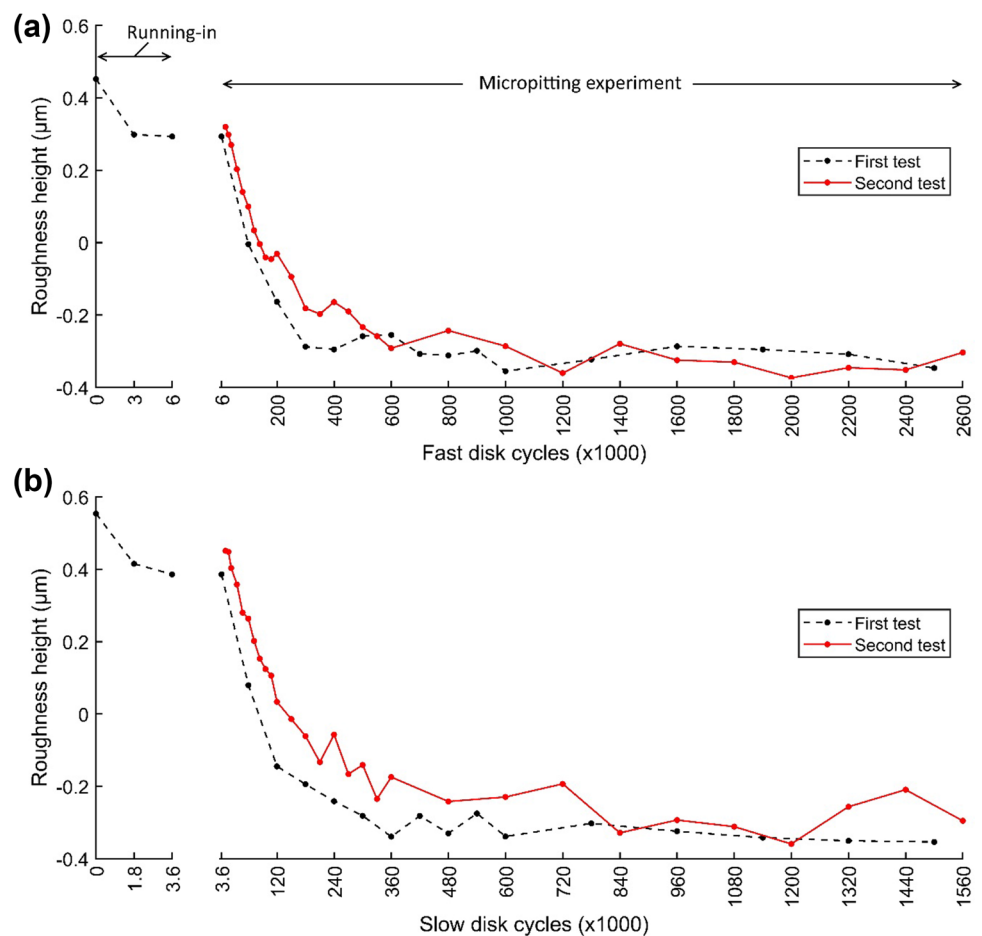 (a)
Running-in
Micropitting experiment
Roughness height (μm)
0.6
0.4
0.2
0
-0.2
-0.4
First test
Second test
0 3 6 6 200 400 600 800 1000 1200 1400 1600 1800 2000 2200 2400 2600
Fast disk cycles (x1000)
(b)
Roughness height (μm)
0.6
0.4
0.2
0
-0.2
-0.4
First test
Second test
0 1.8 3.6 3.6 120 240 360 480 600 720 840 960 1080 1200 1320 1440 1560
Slow disk cycles (x1000)